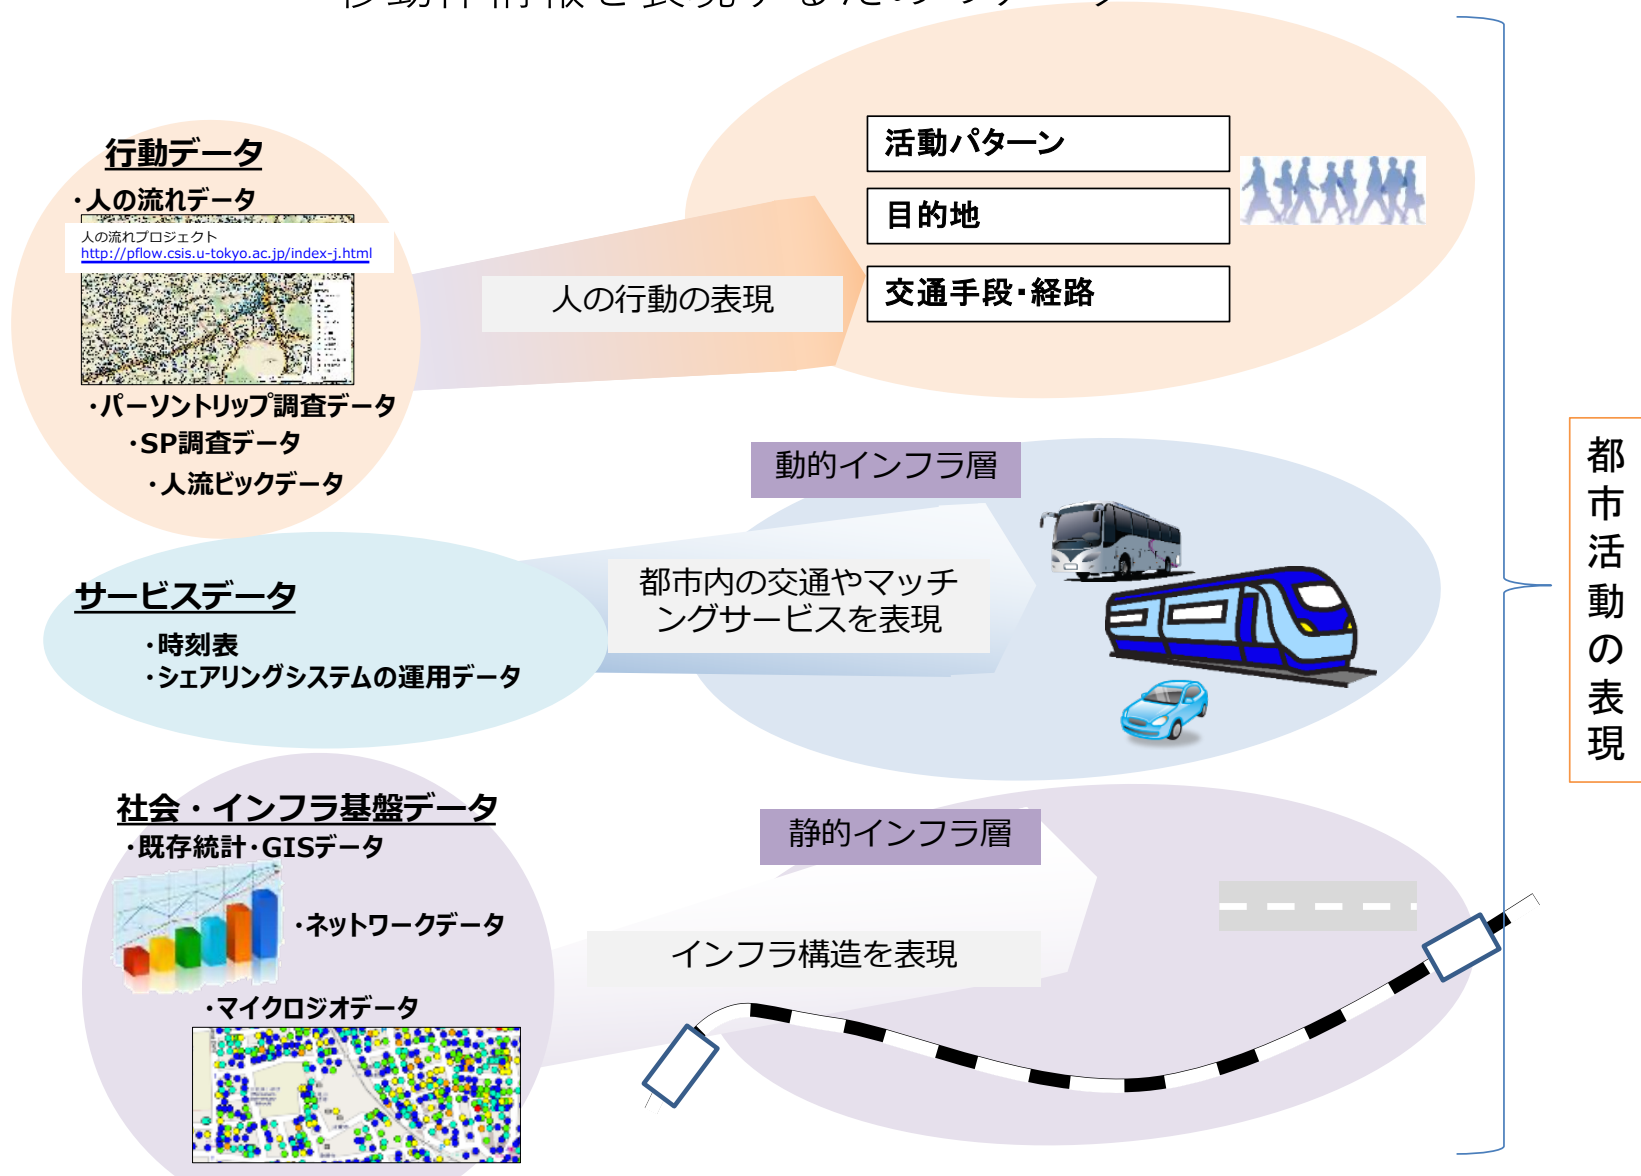 行動データ
・人の流れデータ
人の流れプロジェクト
http://pflow.csis.u-tokyo.ac.jp/index-j.html
・パーソントリップ調査データ
・SP調査データ
・人流ビックデータ
人の行動の表現
活動パターン
目的地
交通手段・経路
サービスデータ
・時刻表
・シェアリングシステムの運用データ
動的インフラ層
都市内の交通やマッチ
ングサービスを表現
社会・インフラ基盤データ
・既存統計・GISデータ
・ネットワークデータ
・マイクロジオデータ
静的インフラ層
インフラ構造を表現
都市活動の表現